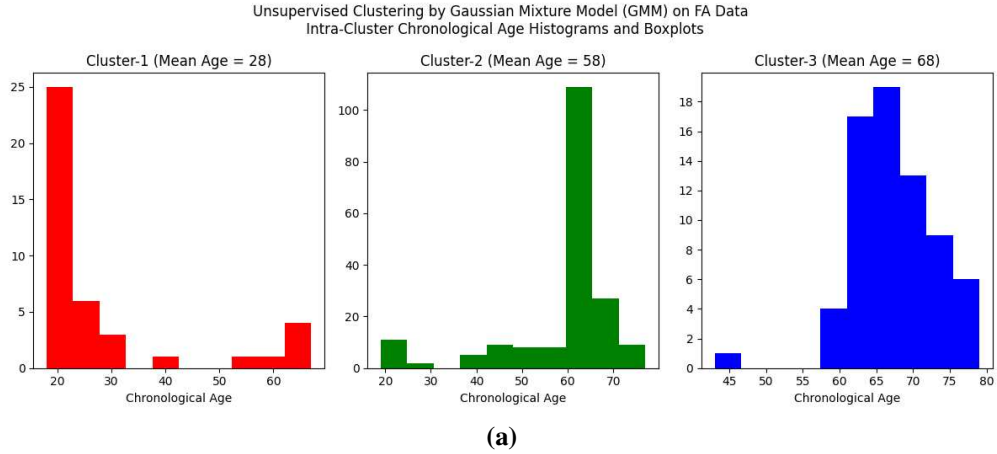 Unsupervised Clustering by Gaussian Mixture Model (GMM) on FA Data
Intra-Cluster Chronological Age Histograms and Boxplots
Cluster-1 (Mean Age = 28)
Cluster-2 (Mean Age = 58)
Cluster-3 (Mean Age = 68)
25
20
15
10
5
0
20 30 40 50 60
Chronological Age
100
80
60
40
20
0
20 30 40 50 60 70
Chronological Age
18
16
14
12
10
8
6
4
2
0
45 50 55 60 65 70 75 80
Chronological Age
(a)